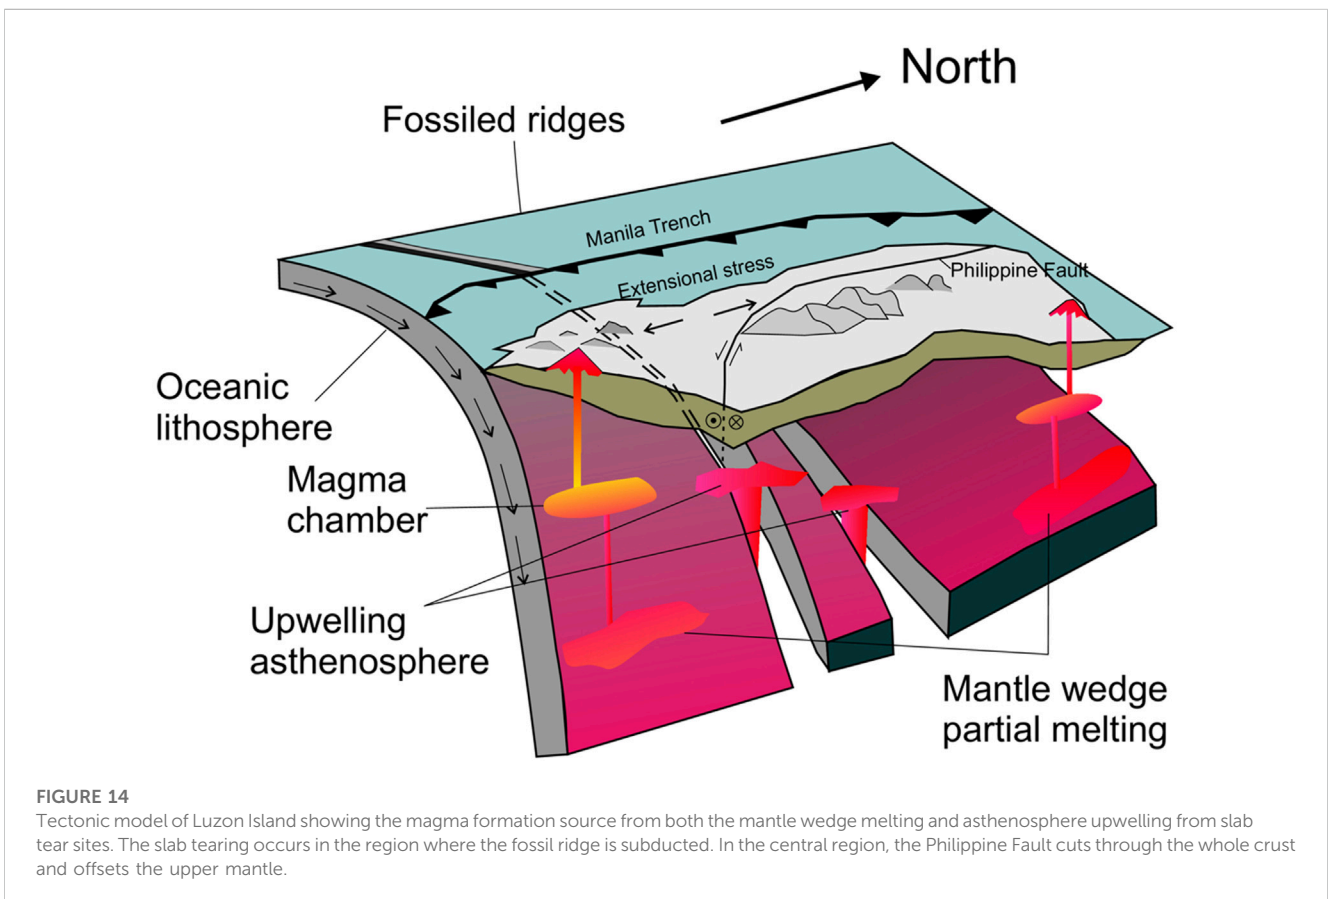 North
Fossiled ridges
Manila Trench
Extensional stress
Philippine Fault
Oceanic
lithosphere
Magma
chamber
Upwelling
asthenosphere
Mantle wedge
partial melting
FIGURE 14
Tectonic model of Luzon Island showing the magma formation source from both the mantle wedge melting and asthenosphere upwelling from slab
tear sites. The slab tearing occurs in the region where the fossil ridge is subducted. In the central region, the Philippine Fault cuts through the whole crust
and offsets the upper mantle.